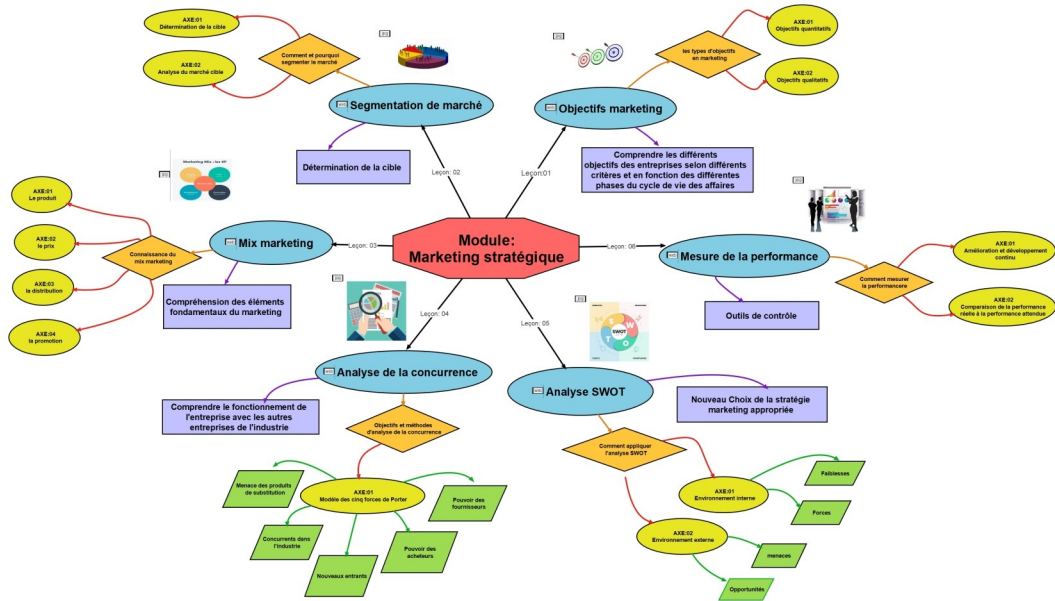 AXE:01
Détermination de la cible
AXE:02
Analyse du marché cible
Comment et pourquoi
segmenter le marché
Segmentation de marché
Détermination de la cible
Leçon: 02
AXE:01
Objectifs quantitatifs
AXE:02
Objectifs qualitatifs
les types d'objectifs
en marketing
Objectifs marketing
Comprendre les différents
objectifs des entreprises selon différents
critères et en fonction des différentes
phases du cycle de vie des affaires
Leçon:01
Module:
Marketing stratégique
Leçon: 03
Mix marketing
Marketing Mix : les 4P
Connaissance du
mix marketing
AXE:01
Le produit
AXE:02
le prix
AXE:03
la distribution
AXE:04
la promotion
Compréhension des éléments
fondamentaux du marketing
Leçon: 06
Mesure de la performance
Comment mesurer
la performancere
AXE:01
Amélioration et développement
continu
AXE:02
Comparaison de la performance
réelle à la performance attendue
Outils de contrôle
Leçon: 04
Analyse de la concurrence
Comprendre le fonctionnement de
l'entreprise avec les autres
entreprises de l'industrie
Objectifs et méthodes
d'analyse de la concurrence
AXE:01
Modèle des cinq forces de Porter
Menace des produits
de substitution
Concurrents dans
l'industrie
Nouveaux entrants
Pouvoir des
acheteurs
Pouvoir des
fournisseurs
Leçon: 05
SWOT
S
W
O
T
Analyse SWOT
Nouveau Choix de la stratégie
marketing appropriée
Comment appliquer
l'analyse SWOT
AXE:01
Environnement interne
Faiblesses
Forces
AXE:02
Environnement externe
menaces
Opportunités